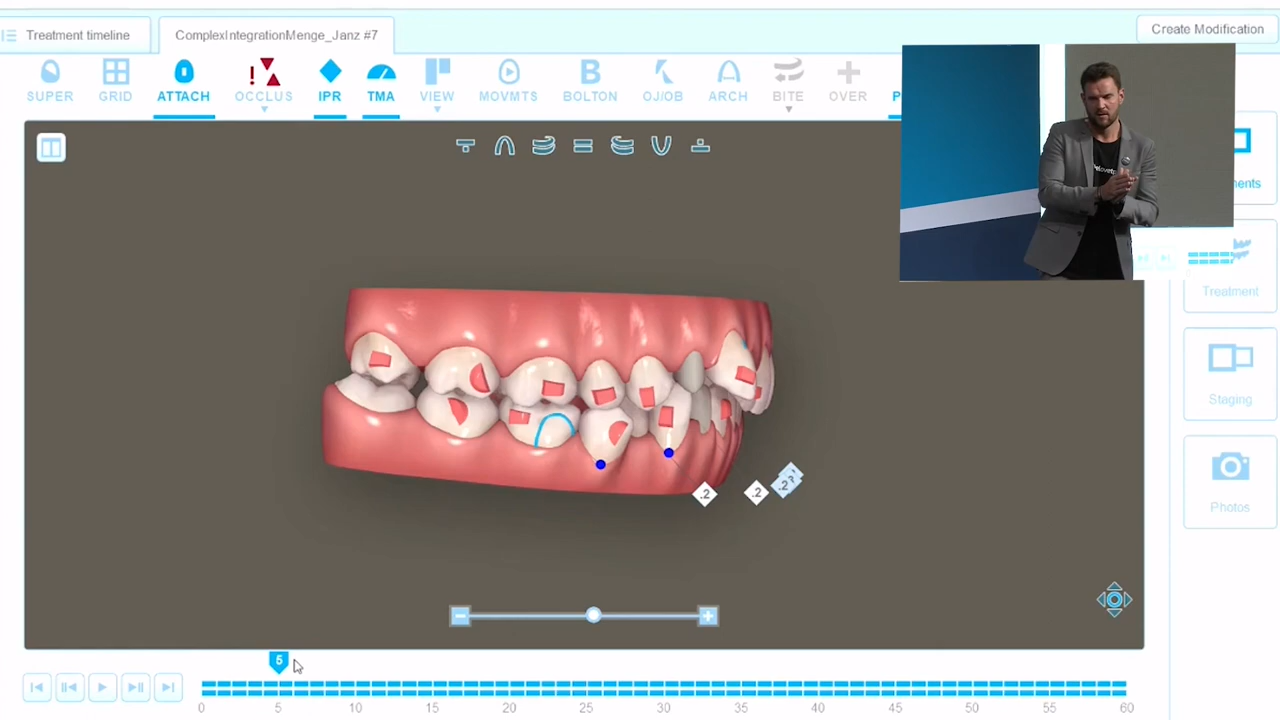 Treatment timeline
ComplexIntegrationMenge_Janz #7
Create Modification
SUPER
GRID
ATTACH
!
OCCLUS
IPR
TMA
VIEW
MOVMTS
B
BOLTON
OJ/OB
ARCH
BITE
OVER
P
ents
Treatment
Staging
Photos
.2
.2
.2
5
0 5 10 15 20 25 30 35 40 45 50 55 60